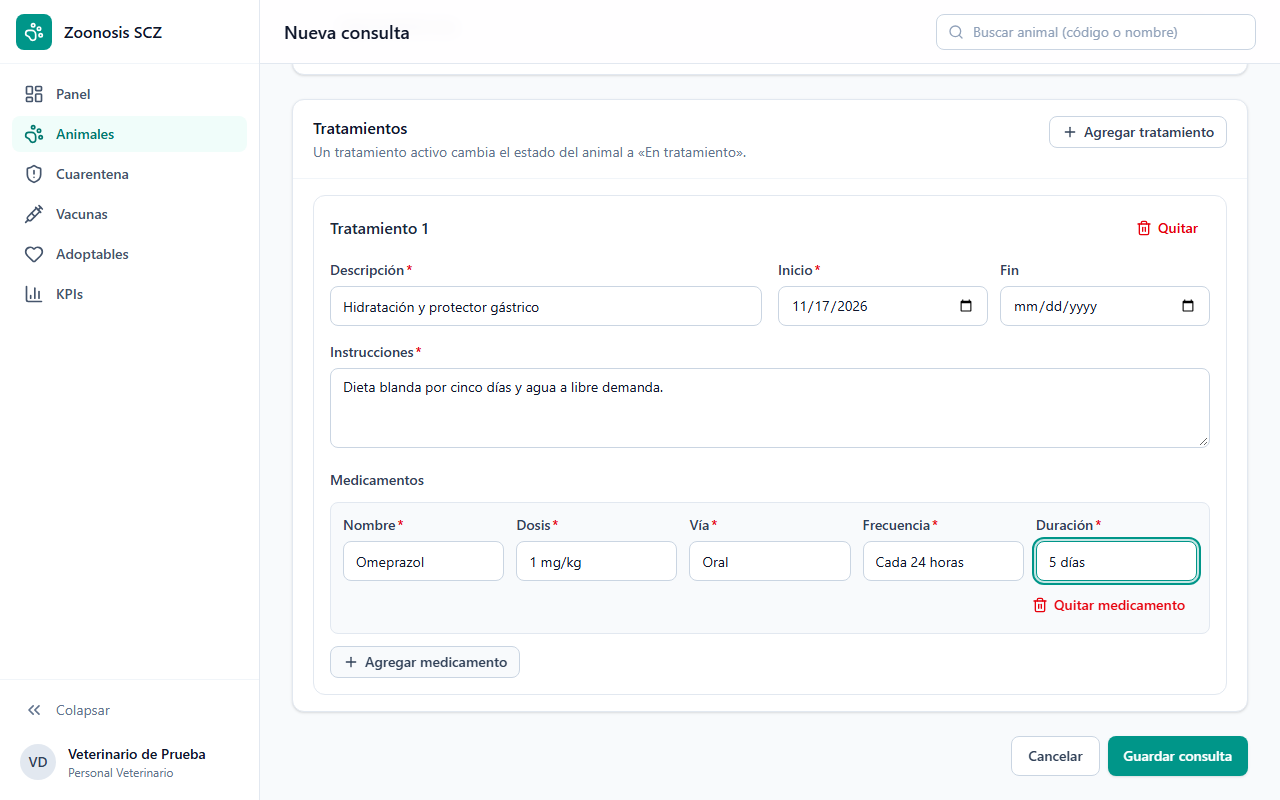 Zoonosis SCZ
Nueva consulta
Buscar animal (código o nombre)
Panel
Animales
Cuarentena
Vacunas
Adoptables
KPIs
Tratamientos
Un tratamiento activo cambia el estado del animal a «En tratamiento».
Agregar tratamiento
Tratamiento 1
Quitar
Descripción*
Inicio*
Fin
Hidratación y protector gástrico
11/17/2026
mm/dd/yyyy
Instrucciones*
Dieta blanda por cinco días y agua a libre demanda.
Medicamentos
Nombre* Dosis* Vía* Frecuencia* Duración*
Omeprazol 1 mg/kg Oral Cada 24 horas 5 días
Quitar medicamento
Agregar medicamento
Cancelar
Guardar consulta
Colapsar
VD
Veterinario de Prueba
Personal Veterinario